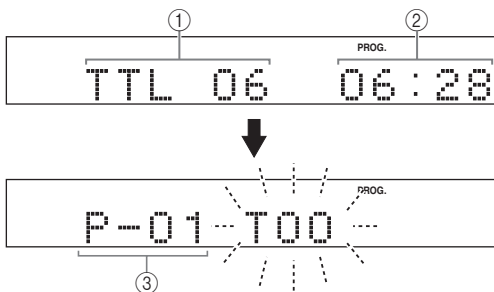 ① ②
PROG.
TTL 06 06:28
PROG.
P-01 T00
③